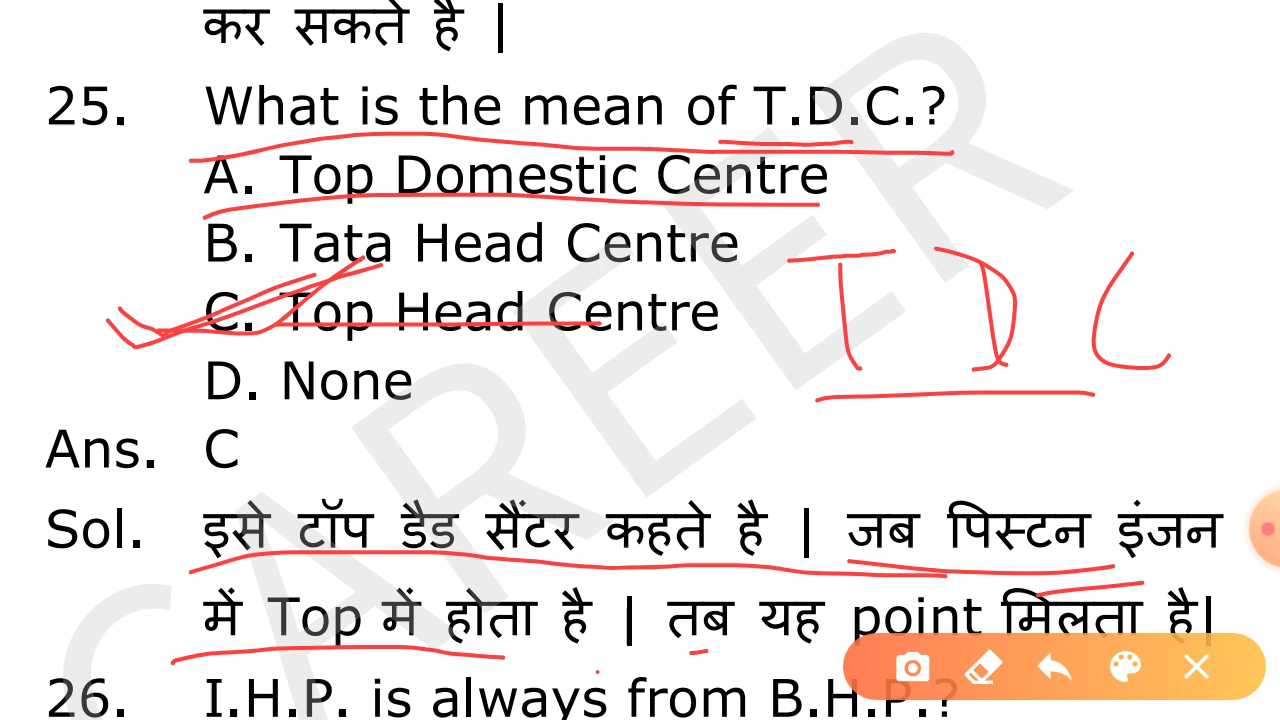 कर सकते है |
25. What is the mean of T.D.C.?
A. Top Domestic Centre
B. Tata Head Centre
C. Top Head Centre
T D C
D. None
Ans. C
Sol. इसे टॉप डैड सैंटर कहते है | जब पिस्टन इंजन
में Top में होता है | तब यह point मिलता है|
26. I.H.P. is always from B.H.P.?
CAREER